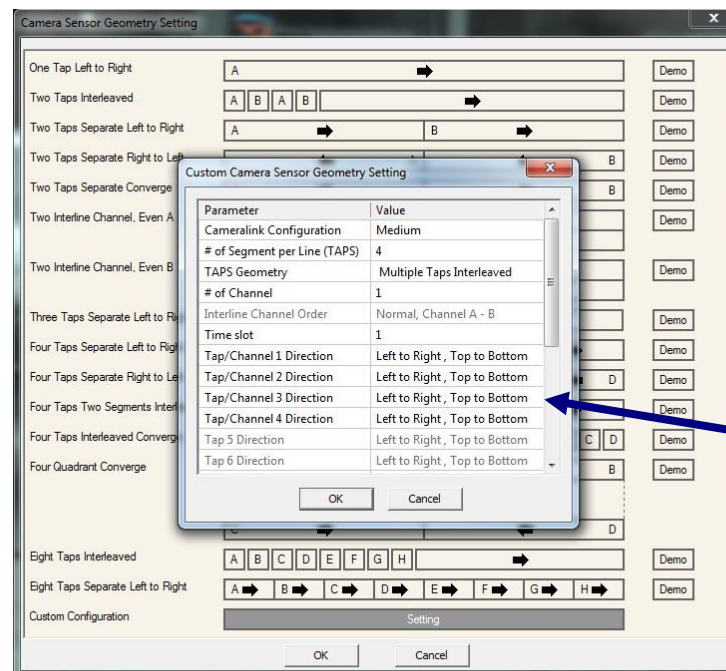 Camera Sensor Geometry Setting x
One Tap Left to Right A Demo
Two Taps Interleaved A B A B Demo
Two Taps Separate Left to Right A B Demo
Two Taps Separate Right to Left B Demo
Custom Camera Sensor Geometry Setting x
Two Taps Separate Converge B Demo
Parameter Value
Two Interline Channel, Even A Demo
Cameralink Configuration Medium
# of Segment per Line (TAPS) 4
Two Interline Channel, Even B Demo
TAPS Geometry Multiple Taps Interleaved
# of Channel 1
Interline Channel Order Normal, Channel A - B
Three Taps Separate Left to Ri Demo
Time slot 1
Four Taps Separate Left to Righ Demo
Tap/Channel 1 Direction Left to Right , Top to Bottom
Four Taps Separate Right to Le D Demo
Tap/Channel 2 Direction Left to Right , Top to Bottom
Tap/Channel 3 Direction Left to Right , Top to Bottom
Four Taps Two Segments Interl Demo
Tap/Channel 4 Direction Left to Right , Top to Bottom
Four Taps Interleaved Converge C D Demo
Tap 5 Direction Left to Right , Top to Bottom
Tap 6 Direction Left to Right , Top to Bottom
Four Quadrant Converge B Demo
OK Cancel
C D
Eight Taps Interleaved A B C D E F G H Demo
Eight Taps Separate Left to Right A B C D E F G H Demo
Custom Configuration Setting
OK Cancel